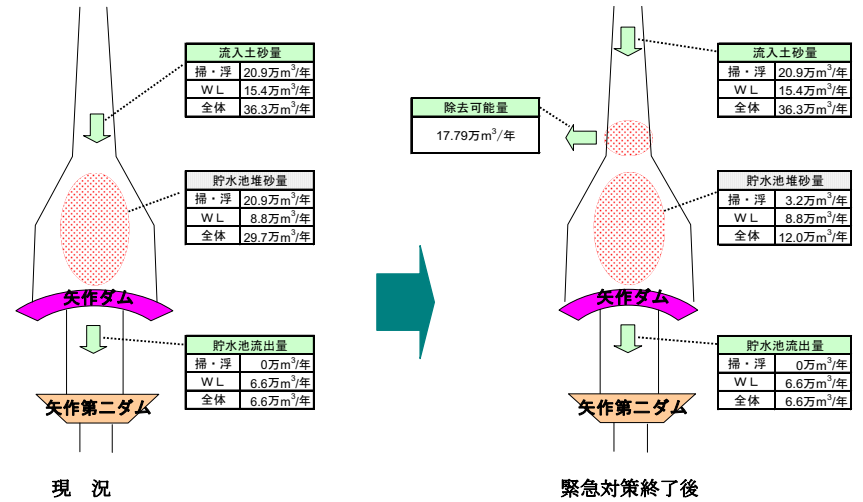 流入土砂量
掃・浮 20.9万m³/年
ＷＬ 15.4万m³/年
全体 36.3万m³/年
貯水池堆砂量
掃・浮 20.9万m³/年
ＷＬ 8.8万m³/年
全体 29.7万m³/年
矢作ダム
貯水池流出量
掃・浮 0万m³/年
ＷＬ 6.6万m³/年
全体 6.6万m³/年
矢作第二ダム
現　況
流入土砂量
掃・浮 20.9万m³/年
ＷＬ 15.4万m³/年
全体 36.3万m³/年
除去可能量
17.79万m³/年
貯水池堆砂量
掃・浮 3.2万m³/年
ＷＬ 8.8万m³/年
全体 12.0万m³/年
矢作ダム
貯水池流出量
掃・浮 0万m³/年
ＷＬ 6.6万m³/年
全体 6.6万m³/年
矢作第二ダム
緊急対策終了後